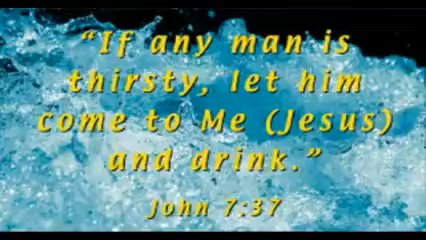 “If any man is
thirsty, let him
come to Me (Jesus)
and drink.”
John 7:37